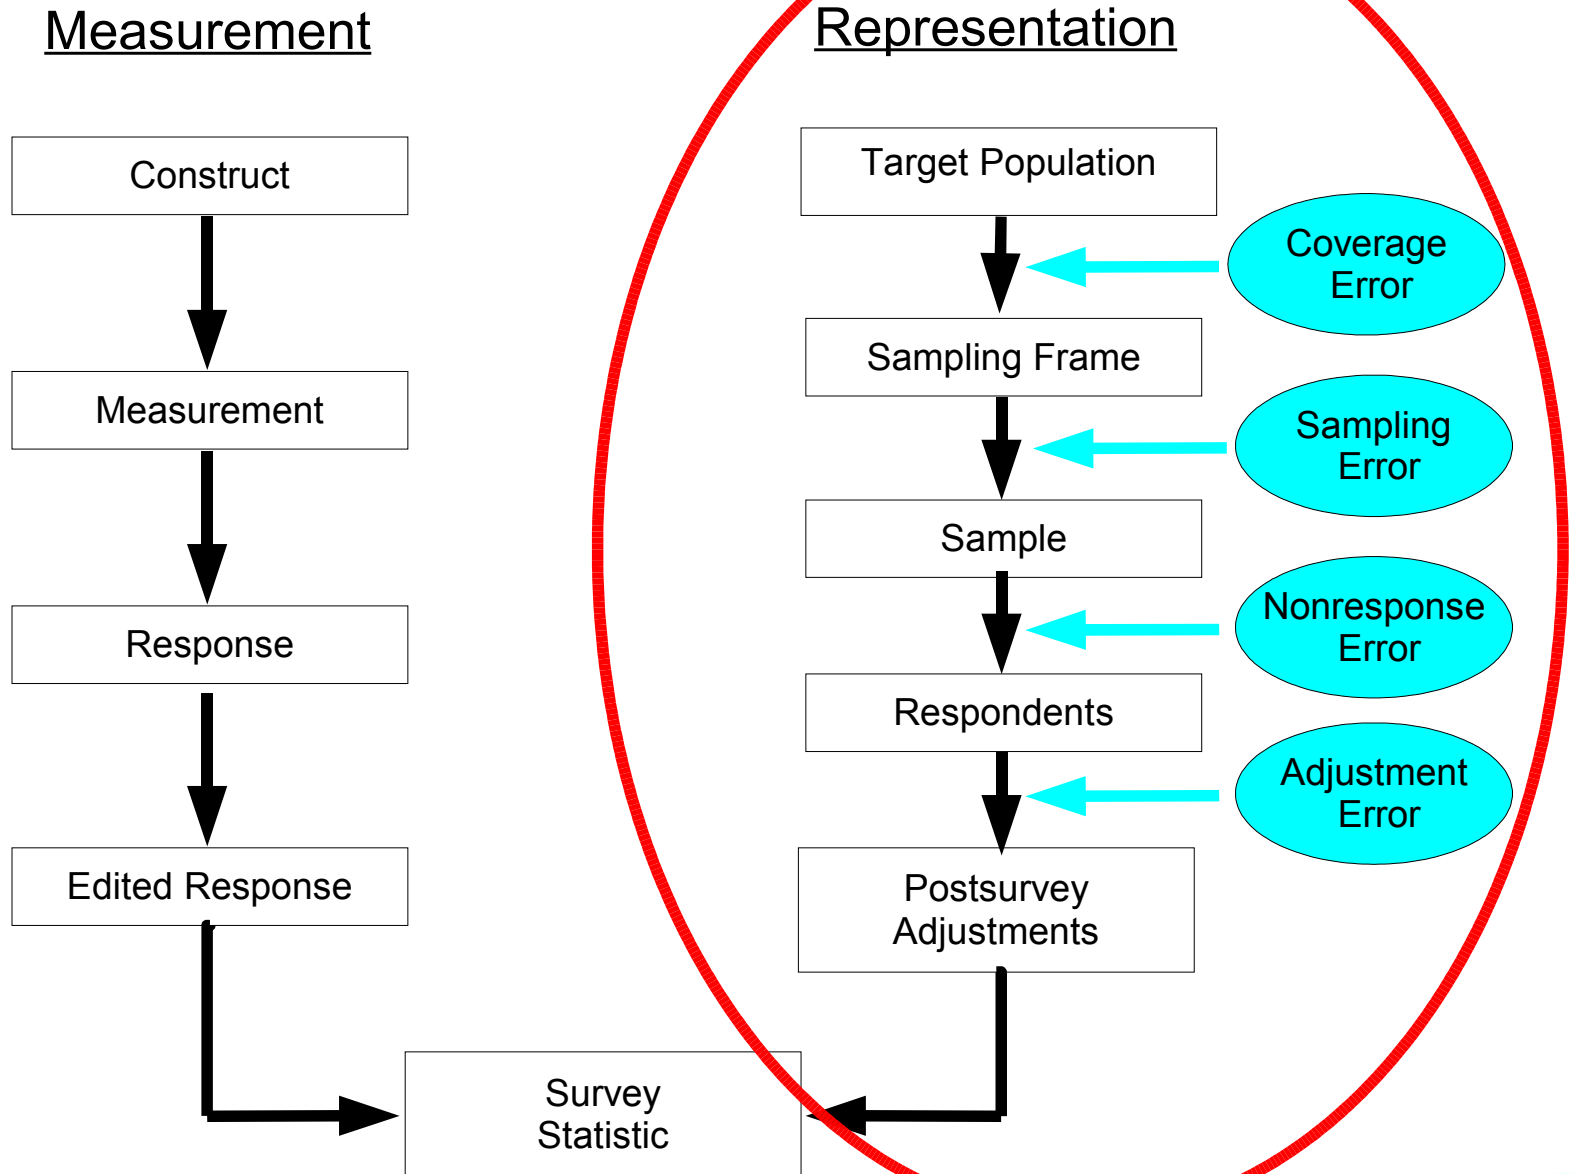 Measurement
Construct
Measurement
Response
Edited Response
Representation
Target Population
Coverage
Error
Sampling Frame
Sampling
Error
Sample
Nonresponse
Error
Respondents
Adjustment
Error
Postsurvey
Adjustments
Survey
Statistic